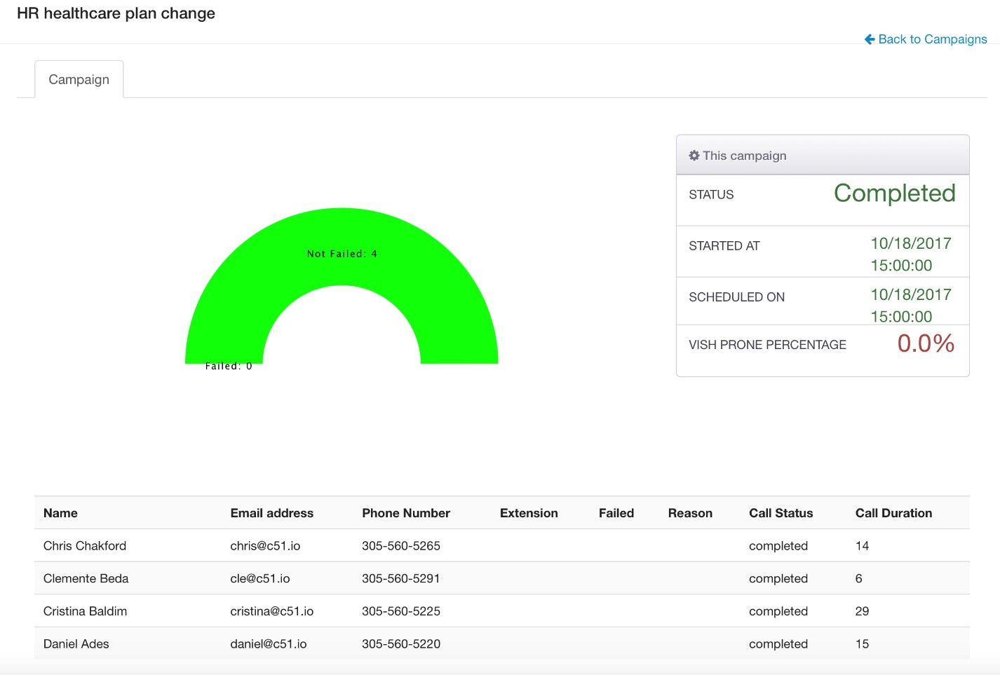 HR healthcare plan change
Back to Campaigns
Campaign
Not Failed: 4
Failed: 0
This campaign
STATUS Completed
STARTED AT 10/18/2017
15:00:00
SCHEDULED ON 10/18/2017
15:00:00
VISH PRONE PERCENTAGE 0.0%
Name Email address Phone Number Extension Failed Reason Call Status Call Duration
Chris Chakford chris@c51.io 305-560-5265 completed 14
Clemente Beda cle@c51.io 305-560-5291 completed 6
Cristina Baldim cristina@c51.io 305-560-5225 completed 29
Daniel Ades daniel@c51.io 305-560-5220 completed 15